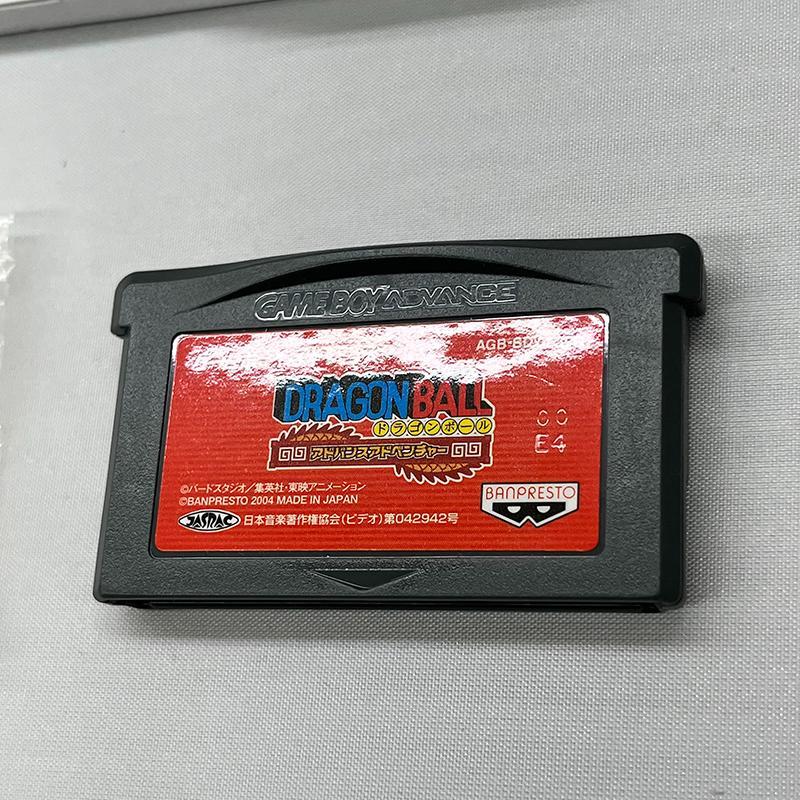 GAME BOY ADVANCE
DRAGON BALL
ドラゴンボール
アドバンスアドベンチャー
00
E4
©バードスタジオ／集英社・東映アニメーション
©BANPRESTO 2004 MADE IN JAPAN
BANPRESTO
JASRAC
日本音楽著作権協会(ビデオ)第042942号